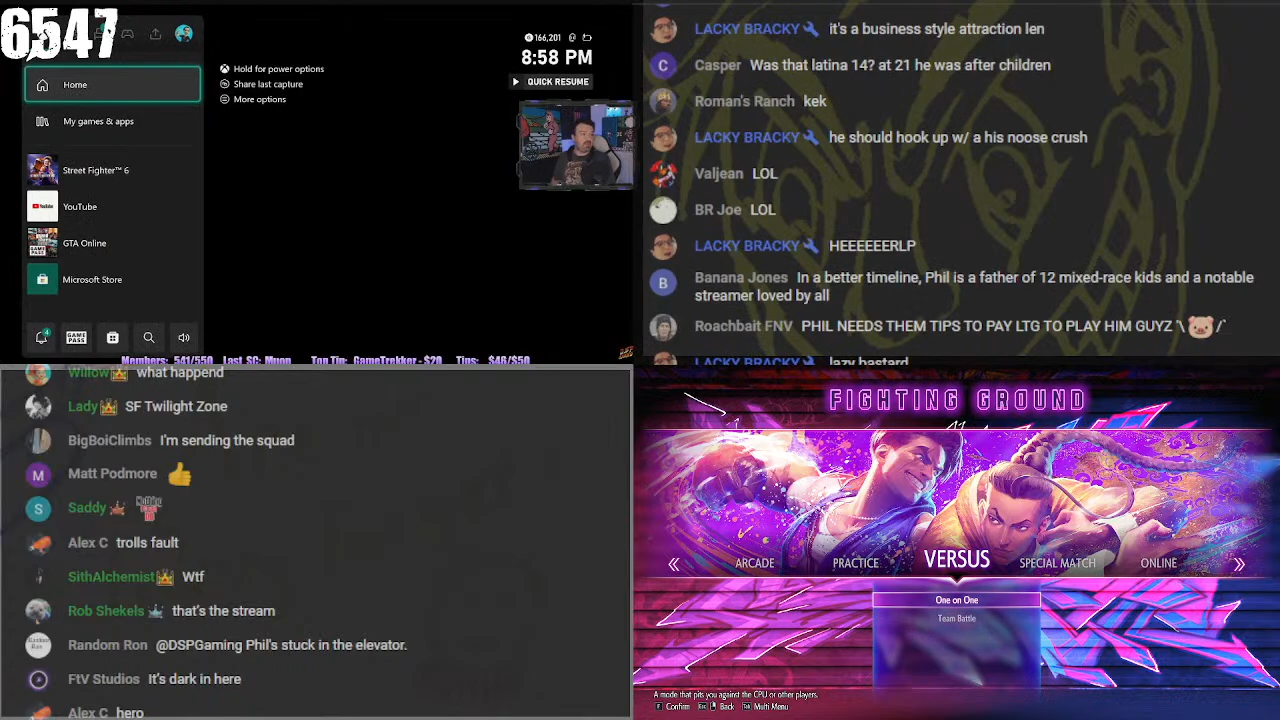 6547
166,201
8:58 PM
QUICK RESUME
Home
Hold for power options
Share last capture
More options
My games & apps
Street Fighter™ 6
YouTube
GTA Online
Microsoft Store
4
GAME PASS
Members: 541/550 Last SC: Muon Top Tip: GameTrekker - $20 Tips: $46/$50
LACKY BRACKY it's a business style attraction len
C Casper Was that latina 14? at 21 he was after children
Roman's Ranch kek
LACKY BRACKY he should hook up w/ a his noose crush
Valjean LOL
BR Joe LOL
LACKY BRACKY HEEEEEERLP
B Banana Jones In a better timeline, Phil is a father of 12 mixed-race kids and a notable
streamer loved by all
Roachbait FNV PHIL NEEDS THEM TIPS TO PAY LTG TO PLAY HIM GUYZ \🐷/
LACKY BRACKY lazy bastard
Willow👑 what happend
Lady👑 SF Twilight Zone
BigBoiClimbs I'm sending the squad
M Matt Podmore 👍
S Saddy
Alex C trolls fault
SithAlchemist👑 Wtf
Rob Shekels that's the stream
Random Ron @DSPGaming Phil's stuck in the elevator.
FtV Studios It's dark in here
Alex C hero
FIGHTING GROUND
« ARCADE PRACTICE VERSUS SPECIAL MATCH ONLINE »
One on One
Team Battle
A mode that pits you against the CPU or other players.
F Confirm Esc Back Tab Multi Menu